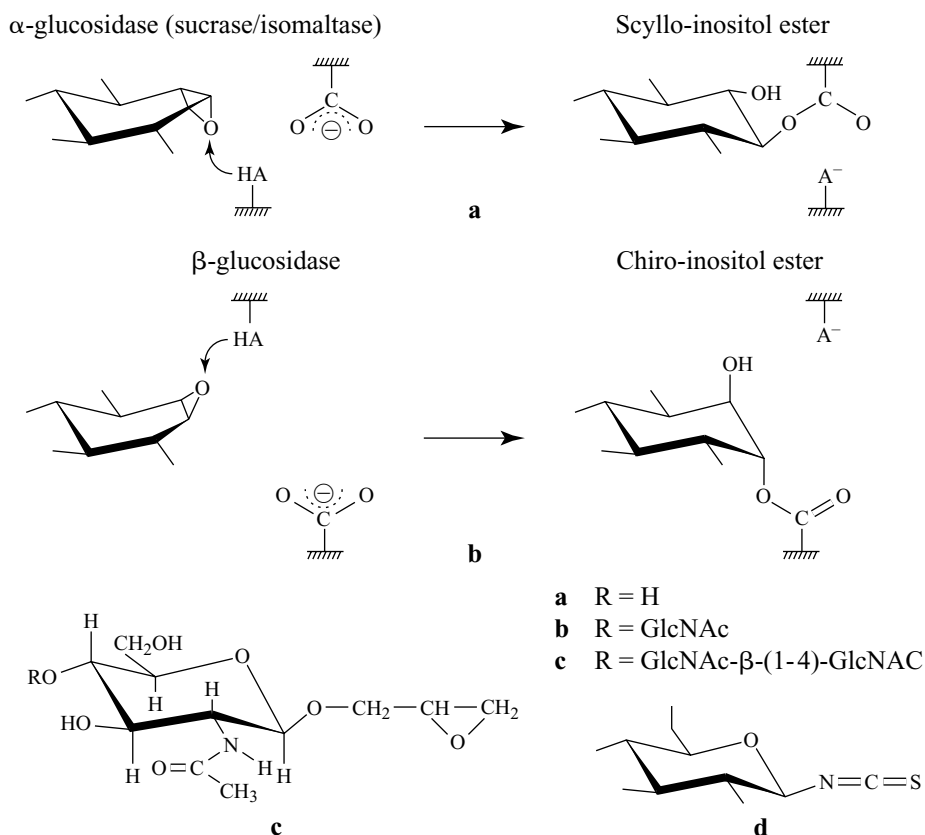 α-glucosidase (sucrase/isomaltase) Scyllo-inositol ester
C C
O O OH
⊖ O O
O
HA A⁻
a
β-glucosidase Chiro-inositol ester
HA A⁻
O OH
O ⊖ O O O
C C
b
a R = H
b R = GlcNAc
c R = GlcNAc-β-(1-4)-GlcNAC
H
CH₂OH O
RO
H H O CH₂ CH CH₂
HO O
N H H
O C
CH3
c
O
N C S
d